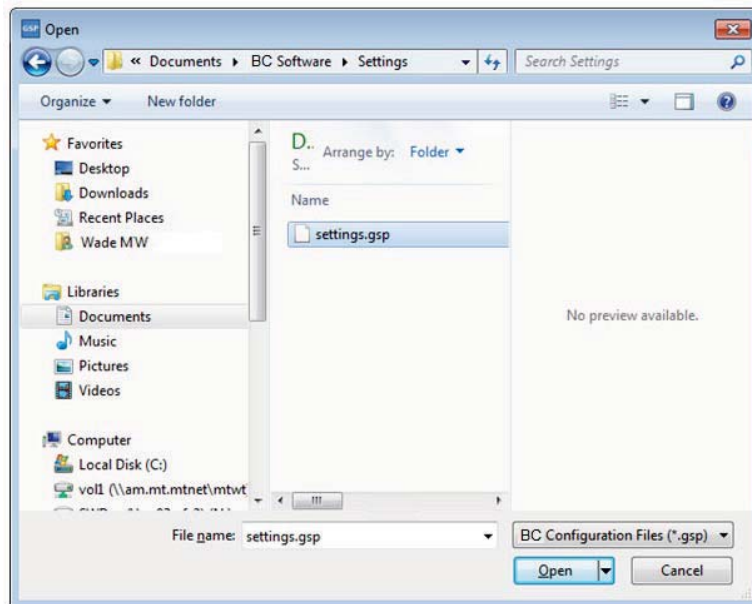 GSP Open
« Documents BC Software Settings
Search Settings
Organize New folder
Favorites
Desktop
Downloads
Recent Places
Wade MW
Libraries
Documents
Music
Pictures
Videos
Computer
Local Disk (C:)
vol1 (\\am.mt.mtnet\mtwt
D..
S...
Arrange by: Folder
Name
settings.gsp
No preview available.
File name: settings.gsp
BC Configuration Files (*.gsp)
Open Cancel